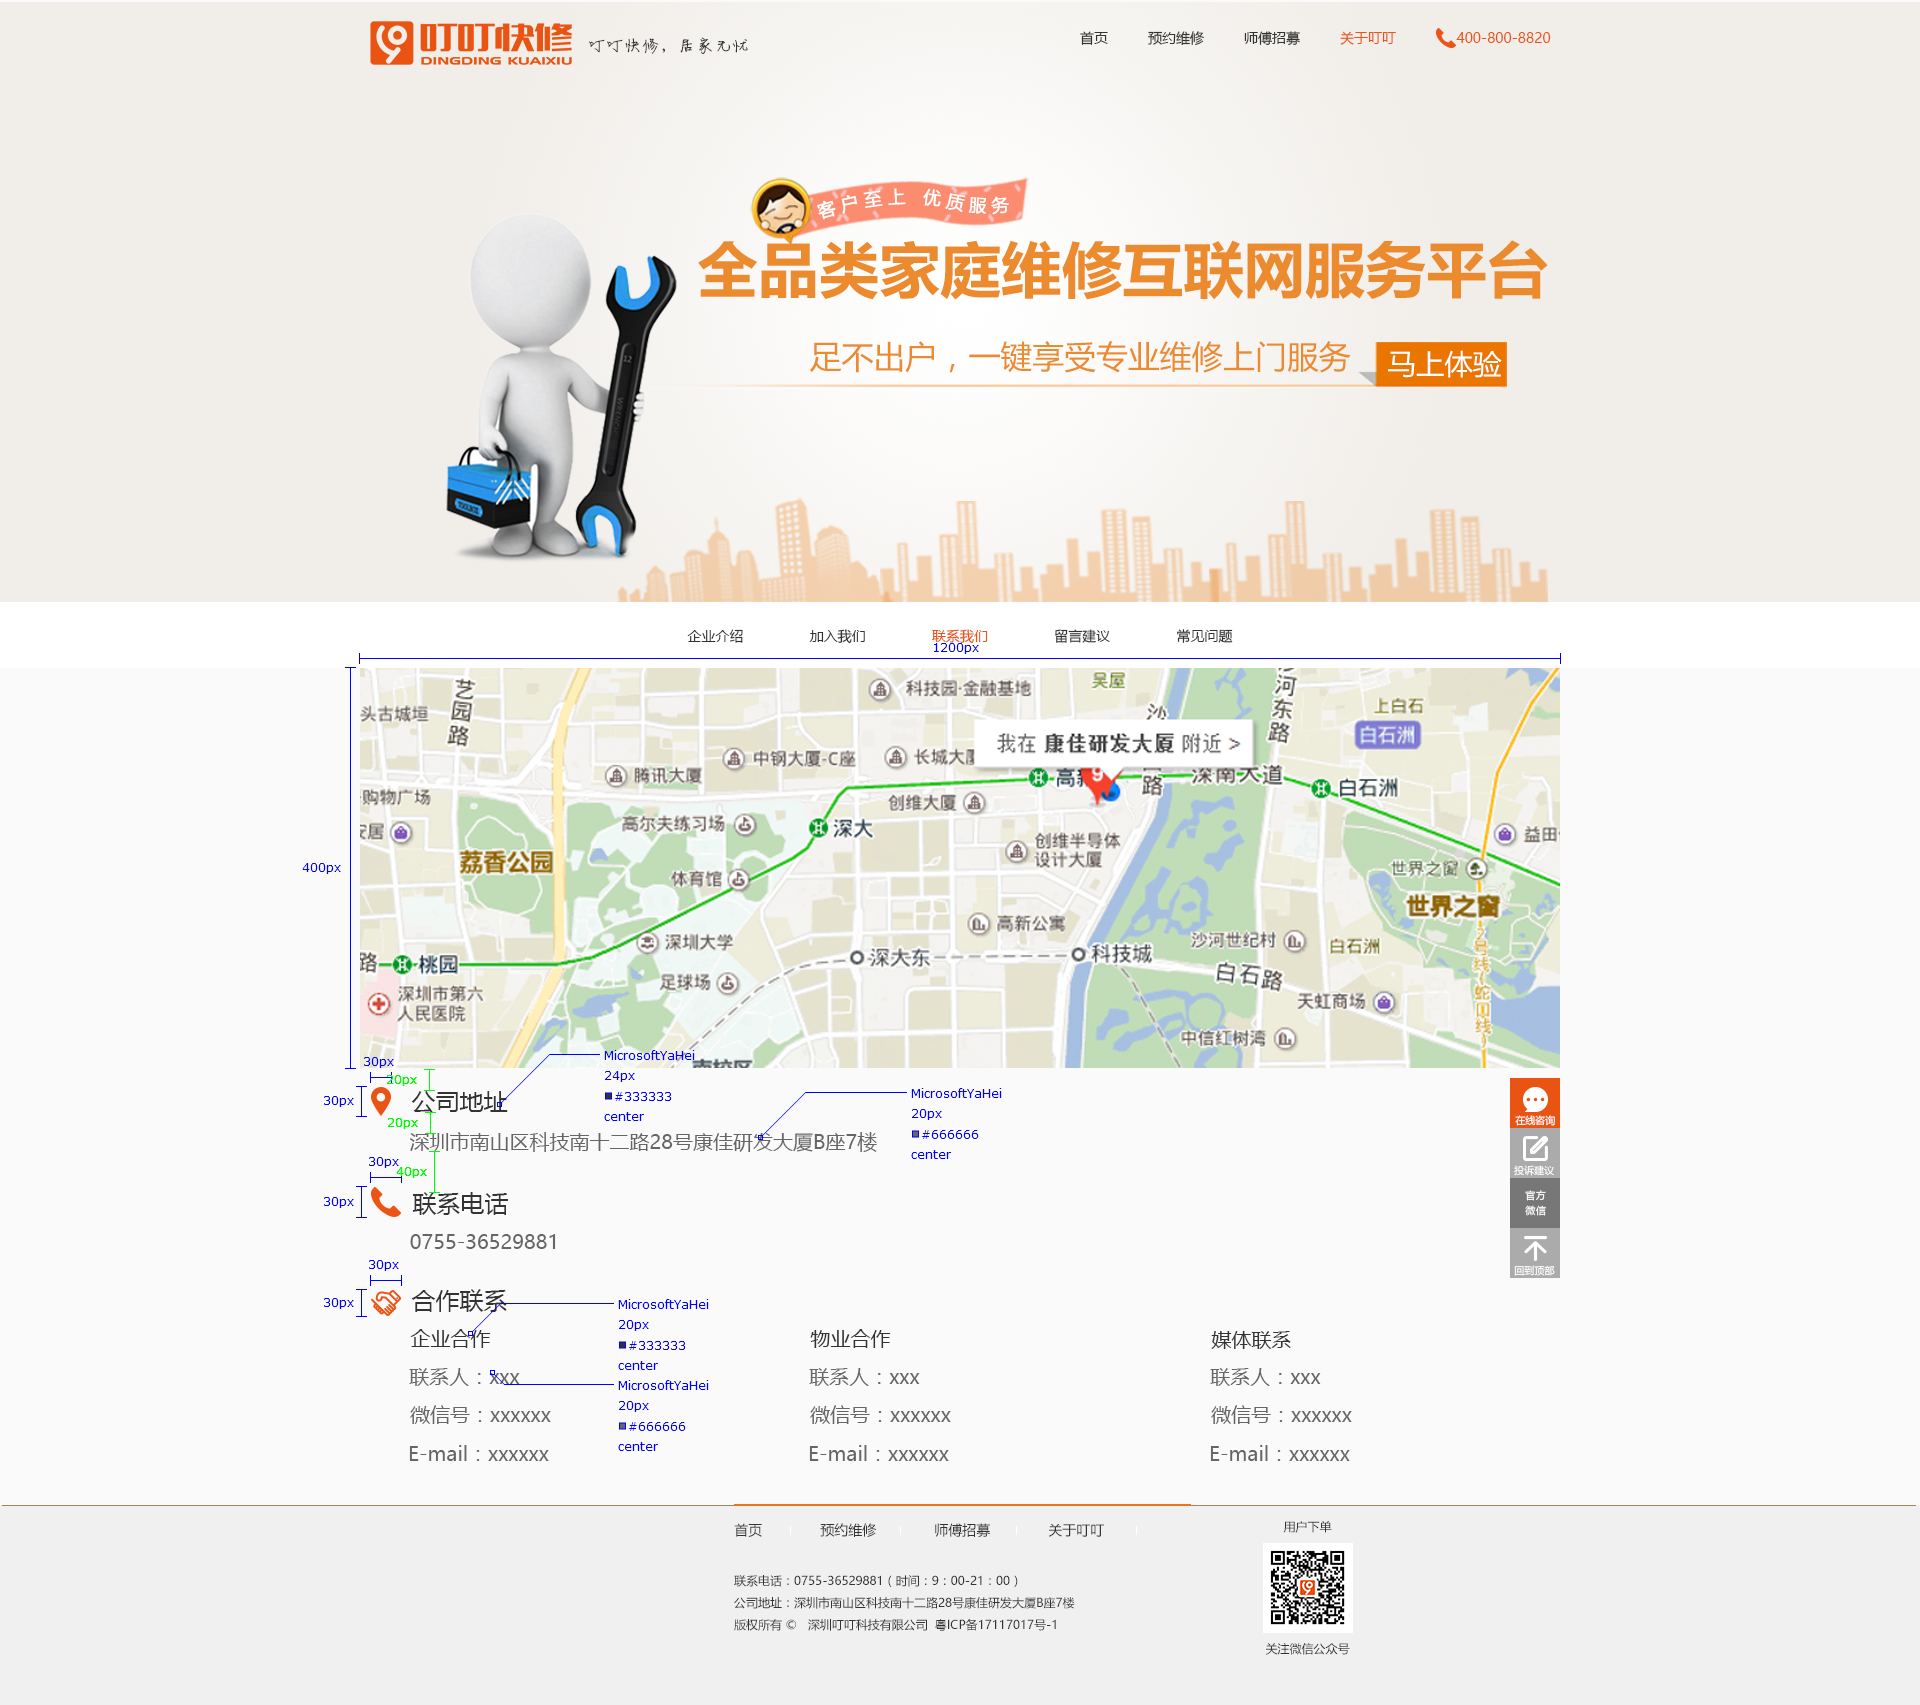 叮叮快修
DINGDING KUAIXIU
叮叮快修，居家无忧
首页 预约维修 师傅招募 关于叮叮 400-800-8820
客户至上 优质服务
全品类家庭维修互联网服务平台
足不出户，一键享受专业维修上门服务 马上体验
12
企业介绍 加入我们 联系我们 留言建议 常见问题
1200px
400px
艺园路
头古城垣
科技园·金融基地
吴屋
沙河东路
上白石
白石洲
我在 康佳研发大厦 附近 >
中钢大厦-C座
长城大
腾讯大厦
购物广场
创维大厦
高新
深南大道
白石洲
高尔夫练习场
深大
益田
荔香公园
创维半导体
设计大厦
体育馆
世界之窗
世界之窗
高新公寓
深圳大学
沙河世纪村
白石洲
路
桃园
深大东
科技城
白石路
足球场
深圳市第六
人民医院
天虹商场
中信红树湾
2号线(蛇口线)
南校区
30px
20px
30px
公司地址
MicrosoftYaHei
24px
#333333
center
20px
深圳市南山区科技南十二路28号康佳研发大厦B座7楼
MicrosoftYaHei
20px
#666666
center
30px
40px
30px
联系电话
0755-36529881
30px
30px
合作联系
MicrosoftYaHei
20px
#333333
center
企业合作 物业合作 媒体联系
联系人：xxx 联系人：xxx 联系人：xxx
MicrosoftYaHei
20px
#666666
center
微信号：xxxxxx 微信号：xxxxxx 微信号：xxxxxx
E-mail：xxxxxx E-mail：xxxxxx E-mail：xxxxxx
在线咨询
投诉建议
官方
微信
回到顶部
首页 预约维修 师傅招募 关于叮叮
联系电话：0755-36529881（时间：9：00-21：00）
公司地址：深圳市南山区科技南十二路28号康佳研发大厦B座7楼
版权所有 © 深圳叮叮科技有限公司 粤ICP备17117017号-1
用户下单
关注微信公众号